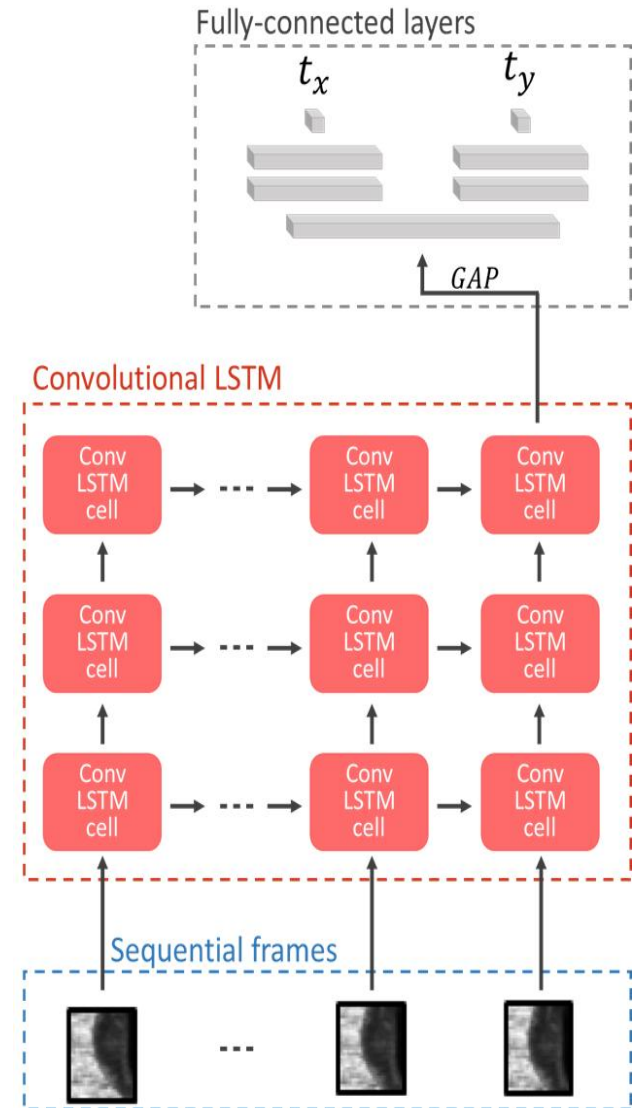 Fully-connected layers
t_x t_y
GAP
Convolutional LSTM
Conv LSTM cell --- Conv LSTM cell Conv LSTM cell
Conv LSTM cell --- Conv LSTM cell Conv LSTM cell
Conv LSTM cell --- Conv LSTM cell Conv LSTM cell
Sequential frames
---